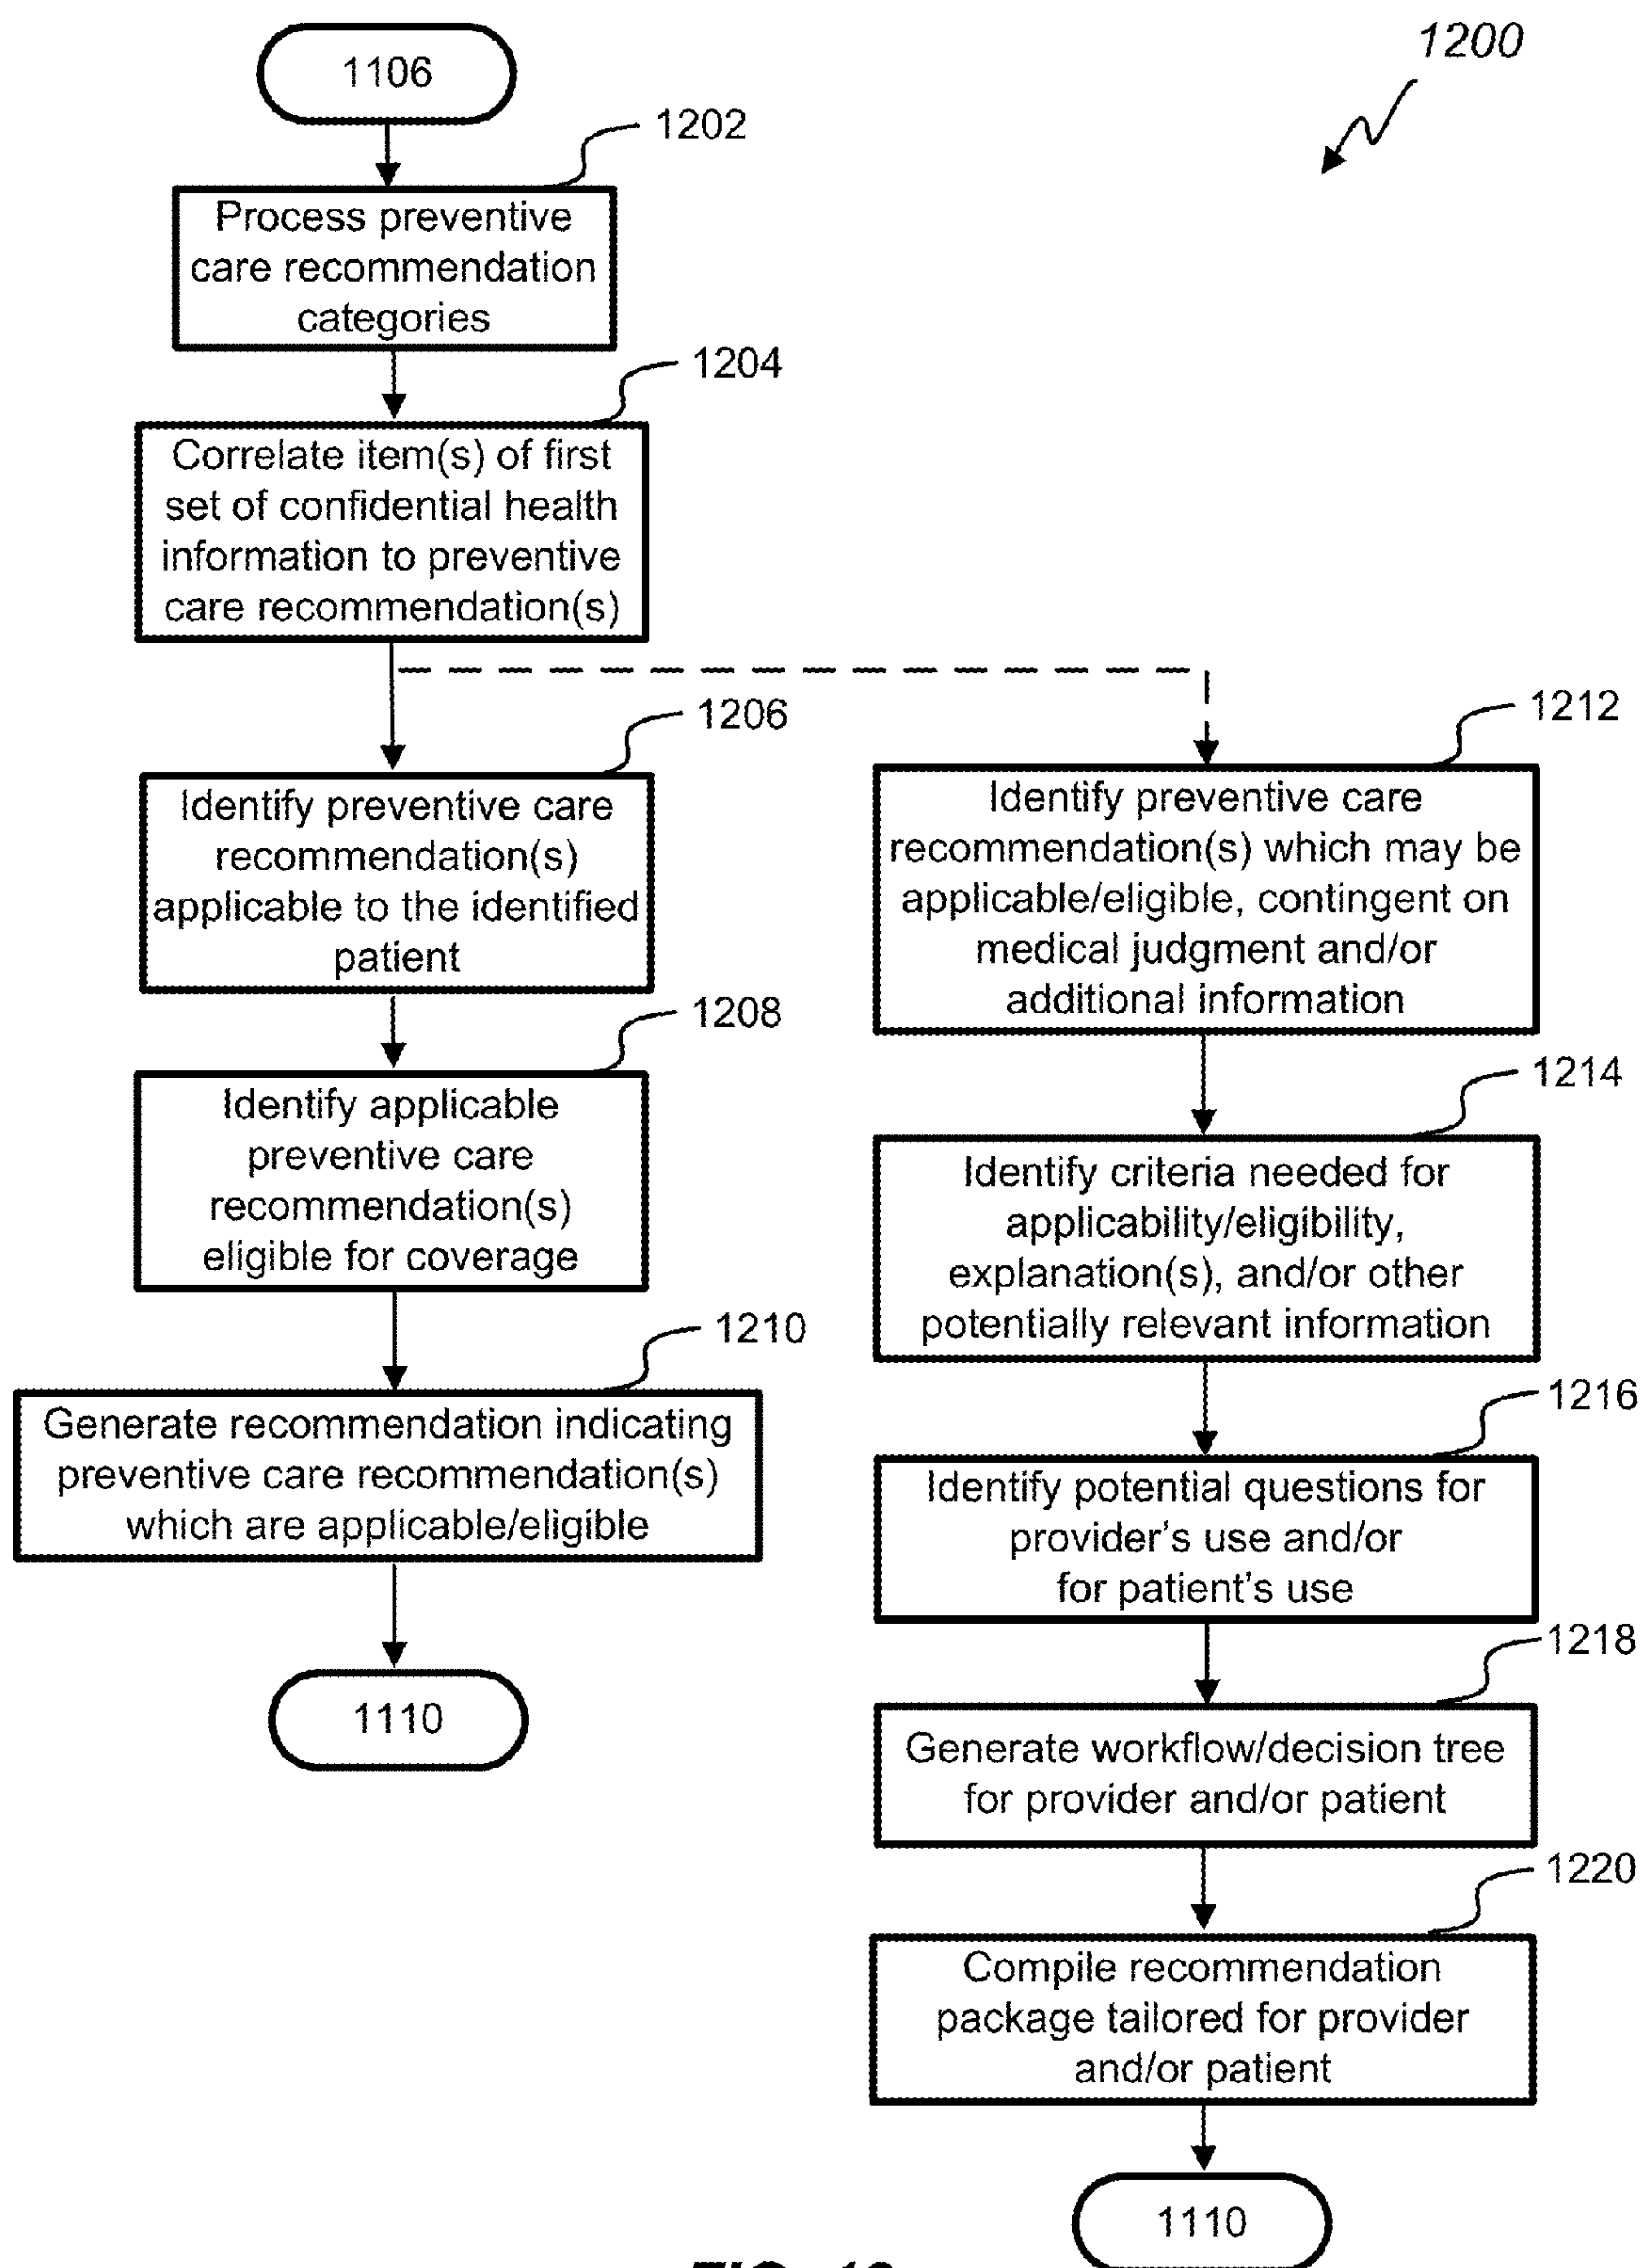 1200
1106
1202
Process preventive
care recommendation
categories
1204
Correlate item(s) of first
set of confidential health
information to preventive
care recommendation(s)
1206
Identify preventive care
recommendation(s)
applicable to the identified
patient
1208
Identify applicable
preventive care
recommendation(s)
eligible for coverage
1210
Generate recommendation indicating
preventive care recommendation(s)
which are applicable/eligible
1110
1212
Identify preventive care
recommendation(s) which may be
applicable/eligible, contingent on
medical judgment and/or
additional information
1214
Identify criteria needed for
applicability/eligibility,
explanation(s), and/or other
potentially relevant information
1216
Identify potential questions for
provider's use and/or
for patient's use
1218
Generate workflow/decision tree
for provider and/or patient
1220
Compile recommendation
package tailored for provider
and/or patient
1110